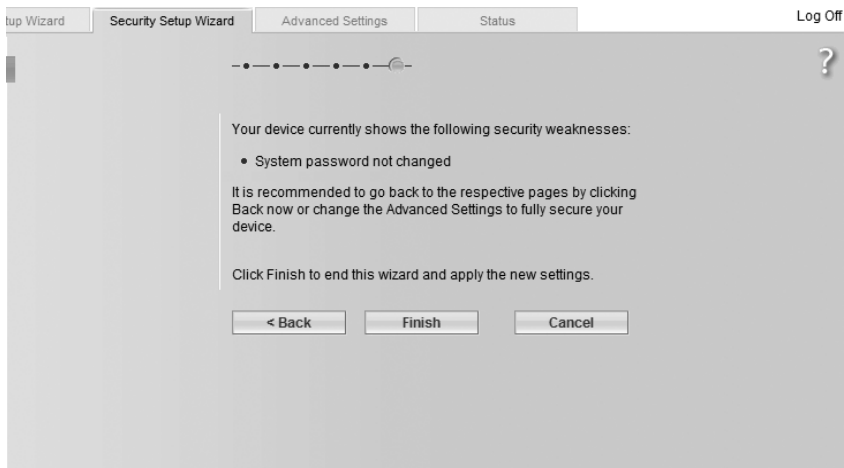 tup Wizard
Security Setup Wizard
Advanced Settings
Status
Log Off
?
Your device currently shows the following security weaknesses:
• System password not changed
It is recommended to go back to the respective pages by clicking
Back now or change the Advanced Settings to fully secure your
device.
Click Finish to end this wizard and apply the new settings.
< Back
Finish
Cancel